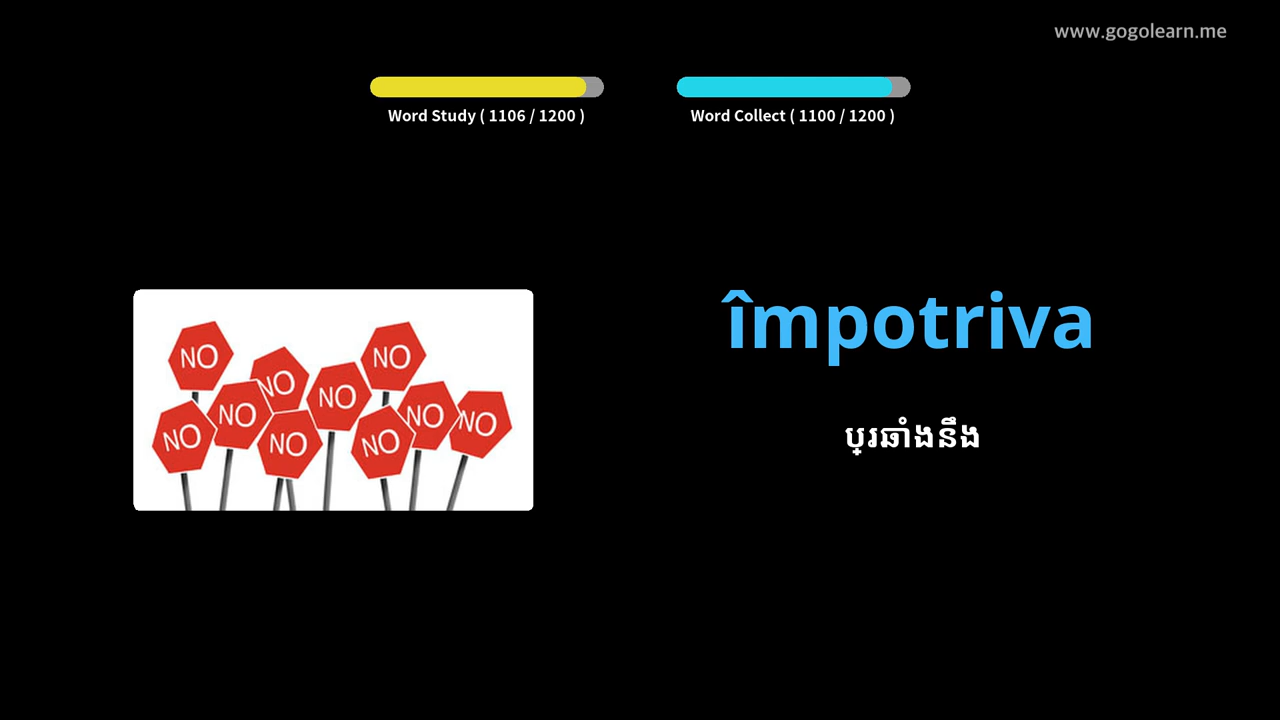 www.gogolearn.me
Word Study ( 1106 / 1200 )
Word Collect ( 1100 / 1200 )
împotriva
ប្រឆាំងនឹង
NO
NO
NO
NO
NO
NO
NO
NO
NO
NO